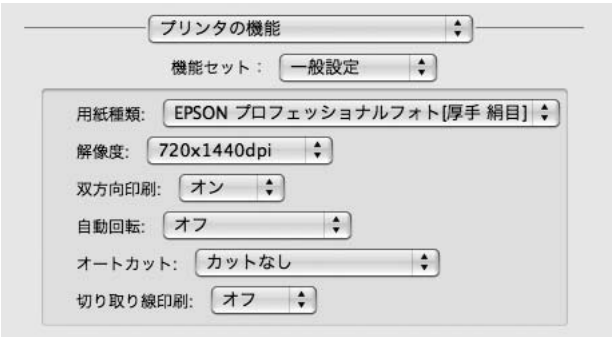 プリンタの機能
機能セット： 一般設定
用紙種類: EPSON プロフェッショナルフォト[厚手 絹目]
解像度: 720x1440dpi
双方向印刷: オン
自動回転: オフ
オートカット: カットなし
切り取り線印刷: オフ